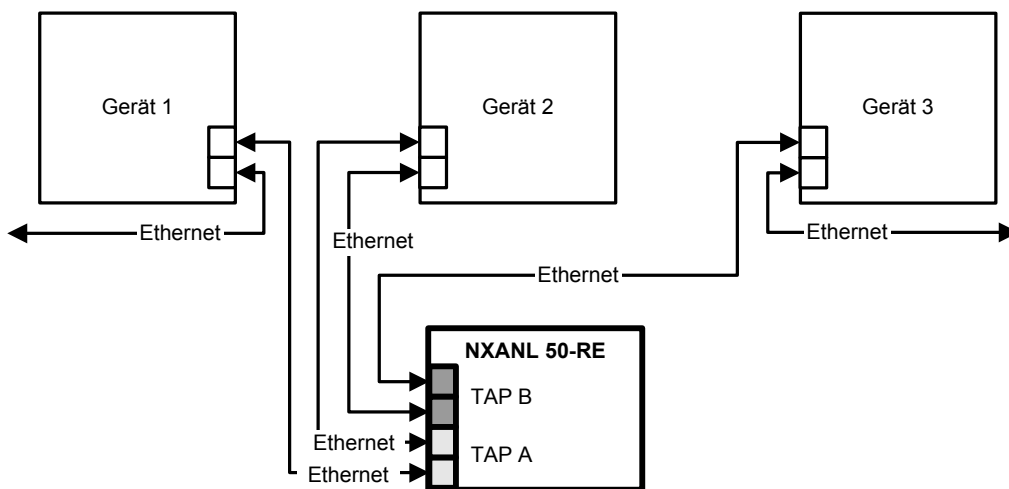 Gerät 1
Gerät 2
Gerät 3
Ethernet
Ethernet
Ethernet
Ethernet
NXANL 50-RE
TAP B
Ethernet
TAP A
Ethernet